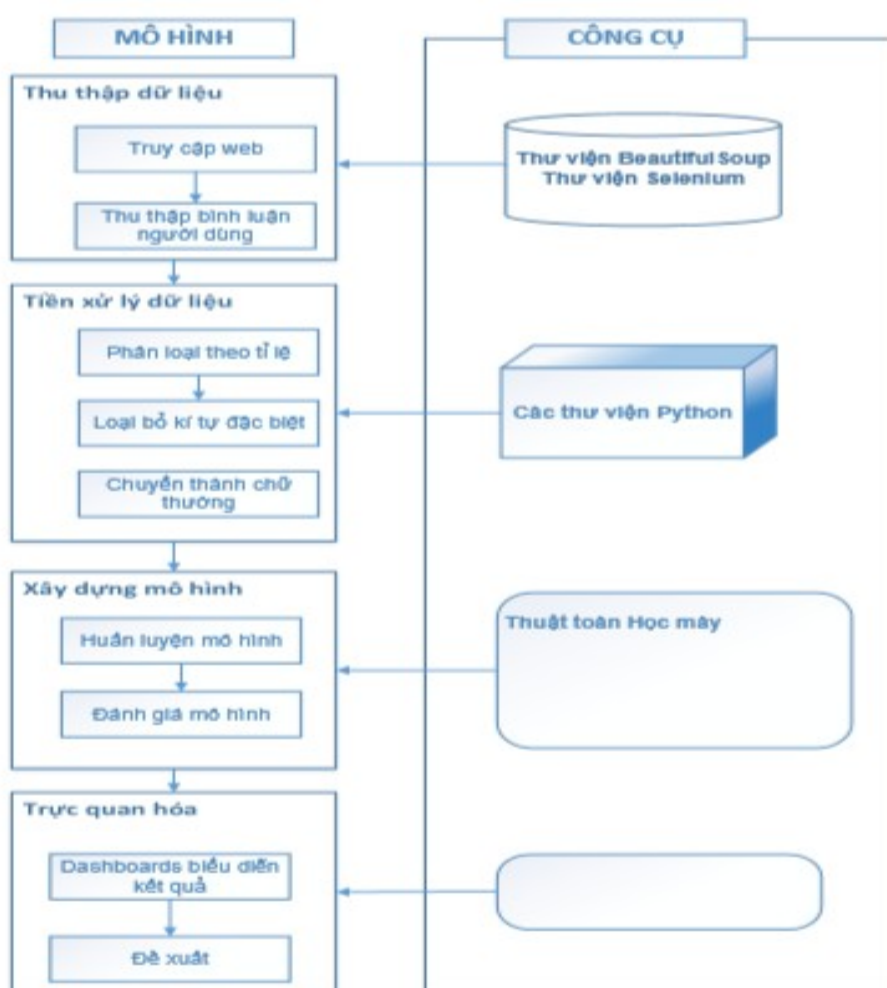 MÔ HÌNH
CÔNG CỤ
Thu thập dữ liệu
Truy cập web
Thu thập bình luận
người dùng
Thư viện Beautiful Soup
Thư viện Selenium
Tiền xử lý dữ liệu
Phân loại theo tỉ lệ
Loại bỏ kí tự đặc biệt
Chuyển thành chữ
thường
Các thư viện Python
Xây dựng mô hình
Huấn luyện mô hình
Đánh giá mô hình
Thuật toán Học máy
Trực quan hóa
Dashboards biểu diễn
kết quả
Đề xuất